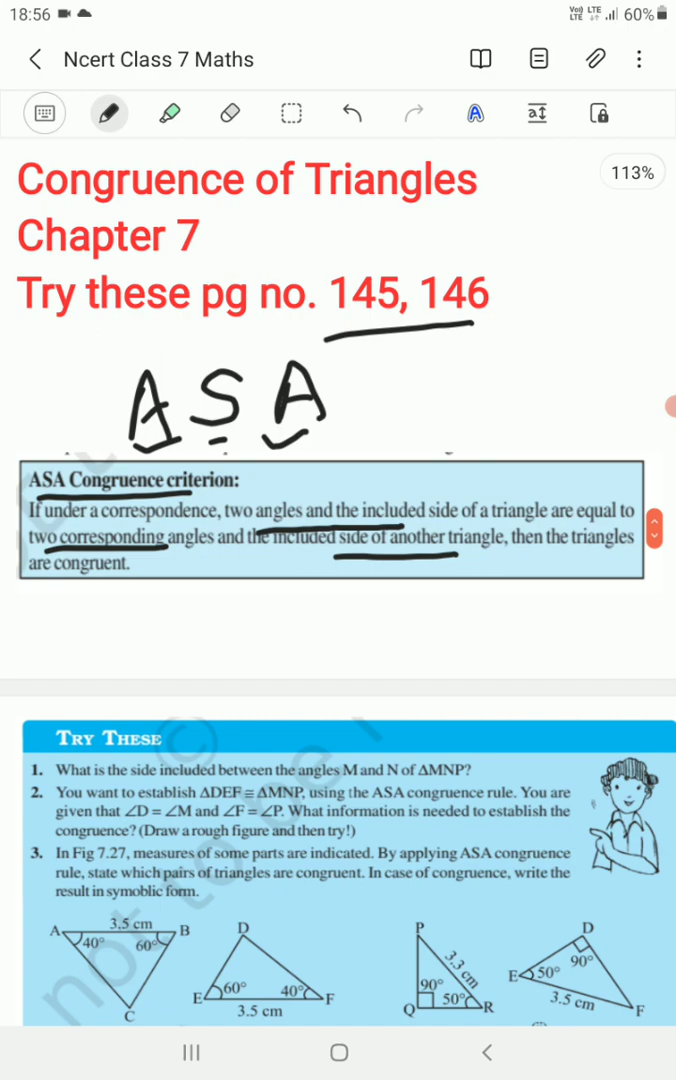 18:56 Vo) LTE LTE 60%
Ncert Class 7 Maths
A
113%
Congruence of Triangles
Chapter 7
Try these pg no. 145, 146
A S A
ASA Congruence criterion:
If under a correspondence, two angles and the included side of a triangle are equal to
two corresponding angles and the included side of another triangle, then the triangles
are congruent.
TRY THESE
1. What is the side included between the angles M and N of ΔMNP?
2. You want to establish ΔDEF ≅ ΔMNP, using the ASA congruence rule. You are
given that ∠D = ∠M and ∠F = ∠P. What information is needed to establish the
congruence? (Draw a rough figure and then try!)
3. In Fig 7.27, measures of some parts are indicated. By applying ASA congruence
rule, state which pairs of triangles are congruent. In case of congruence, write the
result in symoblic form.
A 3.5 cm B 40° 60° C
D E 60° 40° F 3.5 cm
P 3.3 cm 90° 50° Q R
D 90° E 50° 3.5 cm F
not to be
©